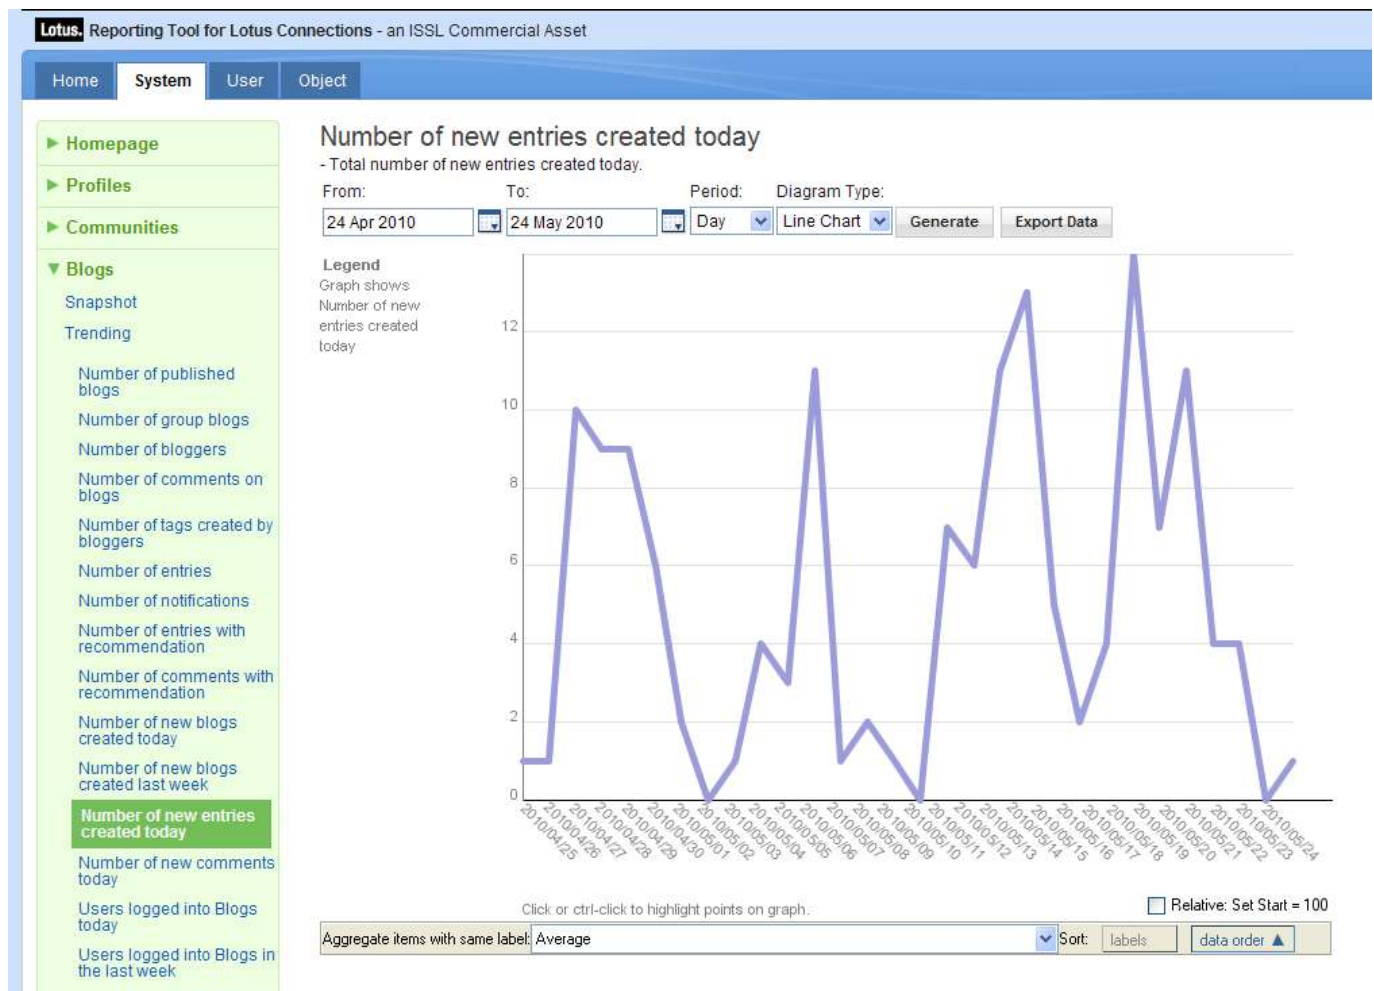 Lotus. Reporting Tool for Lotus Connections - an ISSL Commercial Asset
Home System User Object
Homepage
Profiles
Communities
Blogs
Snapshot
Trending
Number of published
blogs
Number of group blogs
Number of bloggers
Number of comments on
blogs
Number of tags created by
bloggers
Number of entries
Number of notifications
Number of entries with
recommendation
Number of comments with
recommendation
Number of new blogs
created today
Number of new blogs
created last week
Number of new entries
created today
Number of new comments
today
Users logged into Blogs
today
Users logged into Blogs in
the last week
Number of new entries created today
- Total number of new entries created today.
From: To: Period: Diagram Type:
24 Apr 2010 24 May 2010 Day Line Chart Generate Export Data
Legend
Graph shows
Number of new
entries created
today
12
10
8
6
4
2
0
2010/04/25
2010/04/26
2010/04/27
2010/04/28
2010/04/29
2010/04/30
2010/05/01
2010/05/02
2010/05/03
2010/05/04
2010/05/05
2010/05/06
2010/05/07
2010/05/08
2010/05/09
2010/05/10
2010/05/11
2010/05/12
2010/05/13
2010/05/14
2010/05/15
2010/05/16
2010/05/17
2010/05/18
2010/05/19
2010/05/20
2010/05/21
2010/05/22
2010/05/23
2010/05/24
Click or ctrl-click to highlight points on graph.
Relative: Set Start = 100
Aggregate items with same label: Average Sort: labels data order